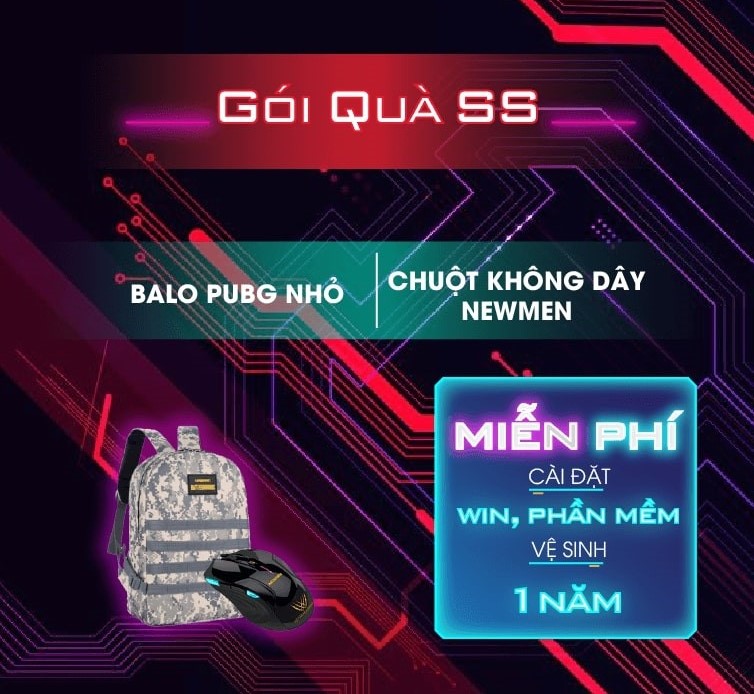 GÓI QUÀ SS
BALO PUBG NHỎ
CHUỘT KHÔNG DÂY
NEWMEN
MIỄN PHÍ
CÀI ĐẶT
WIN, PHẦN MỀM
VỆ SINH
1 NĂM